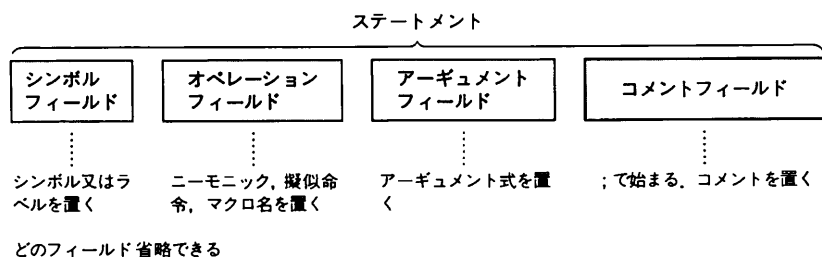 ステートメント
シンボル
フィールド
オペレーション
フィールド
アーギュメント
フィールド
コメントフィールド
シンボル又はラ
ベルを置く
ニーモニック,擬似命
令,マクロ名を置く
アーギュメント式を置
く
;で始まる.コメントを置く
どのフィールド省略できる